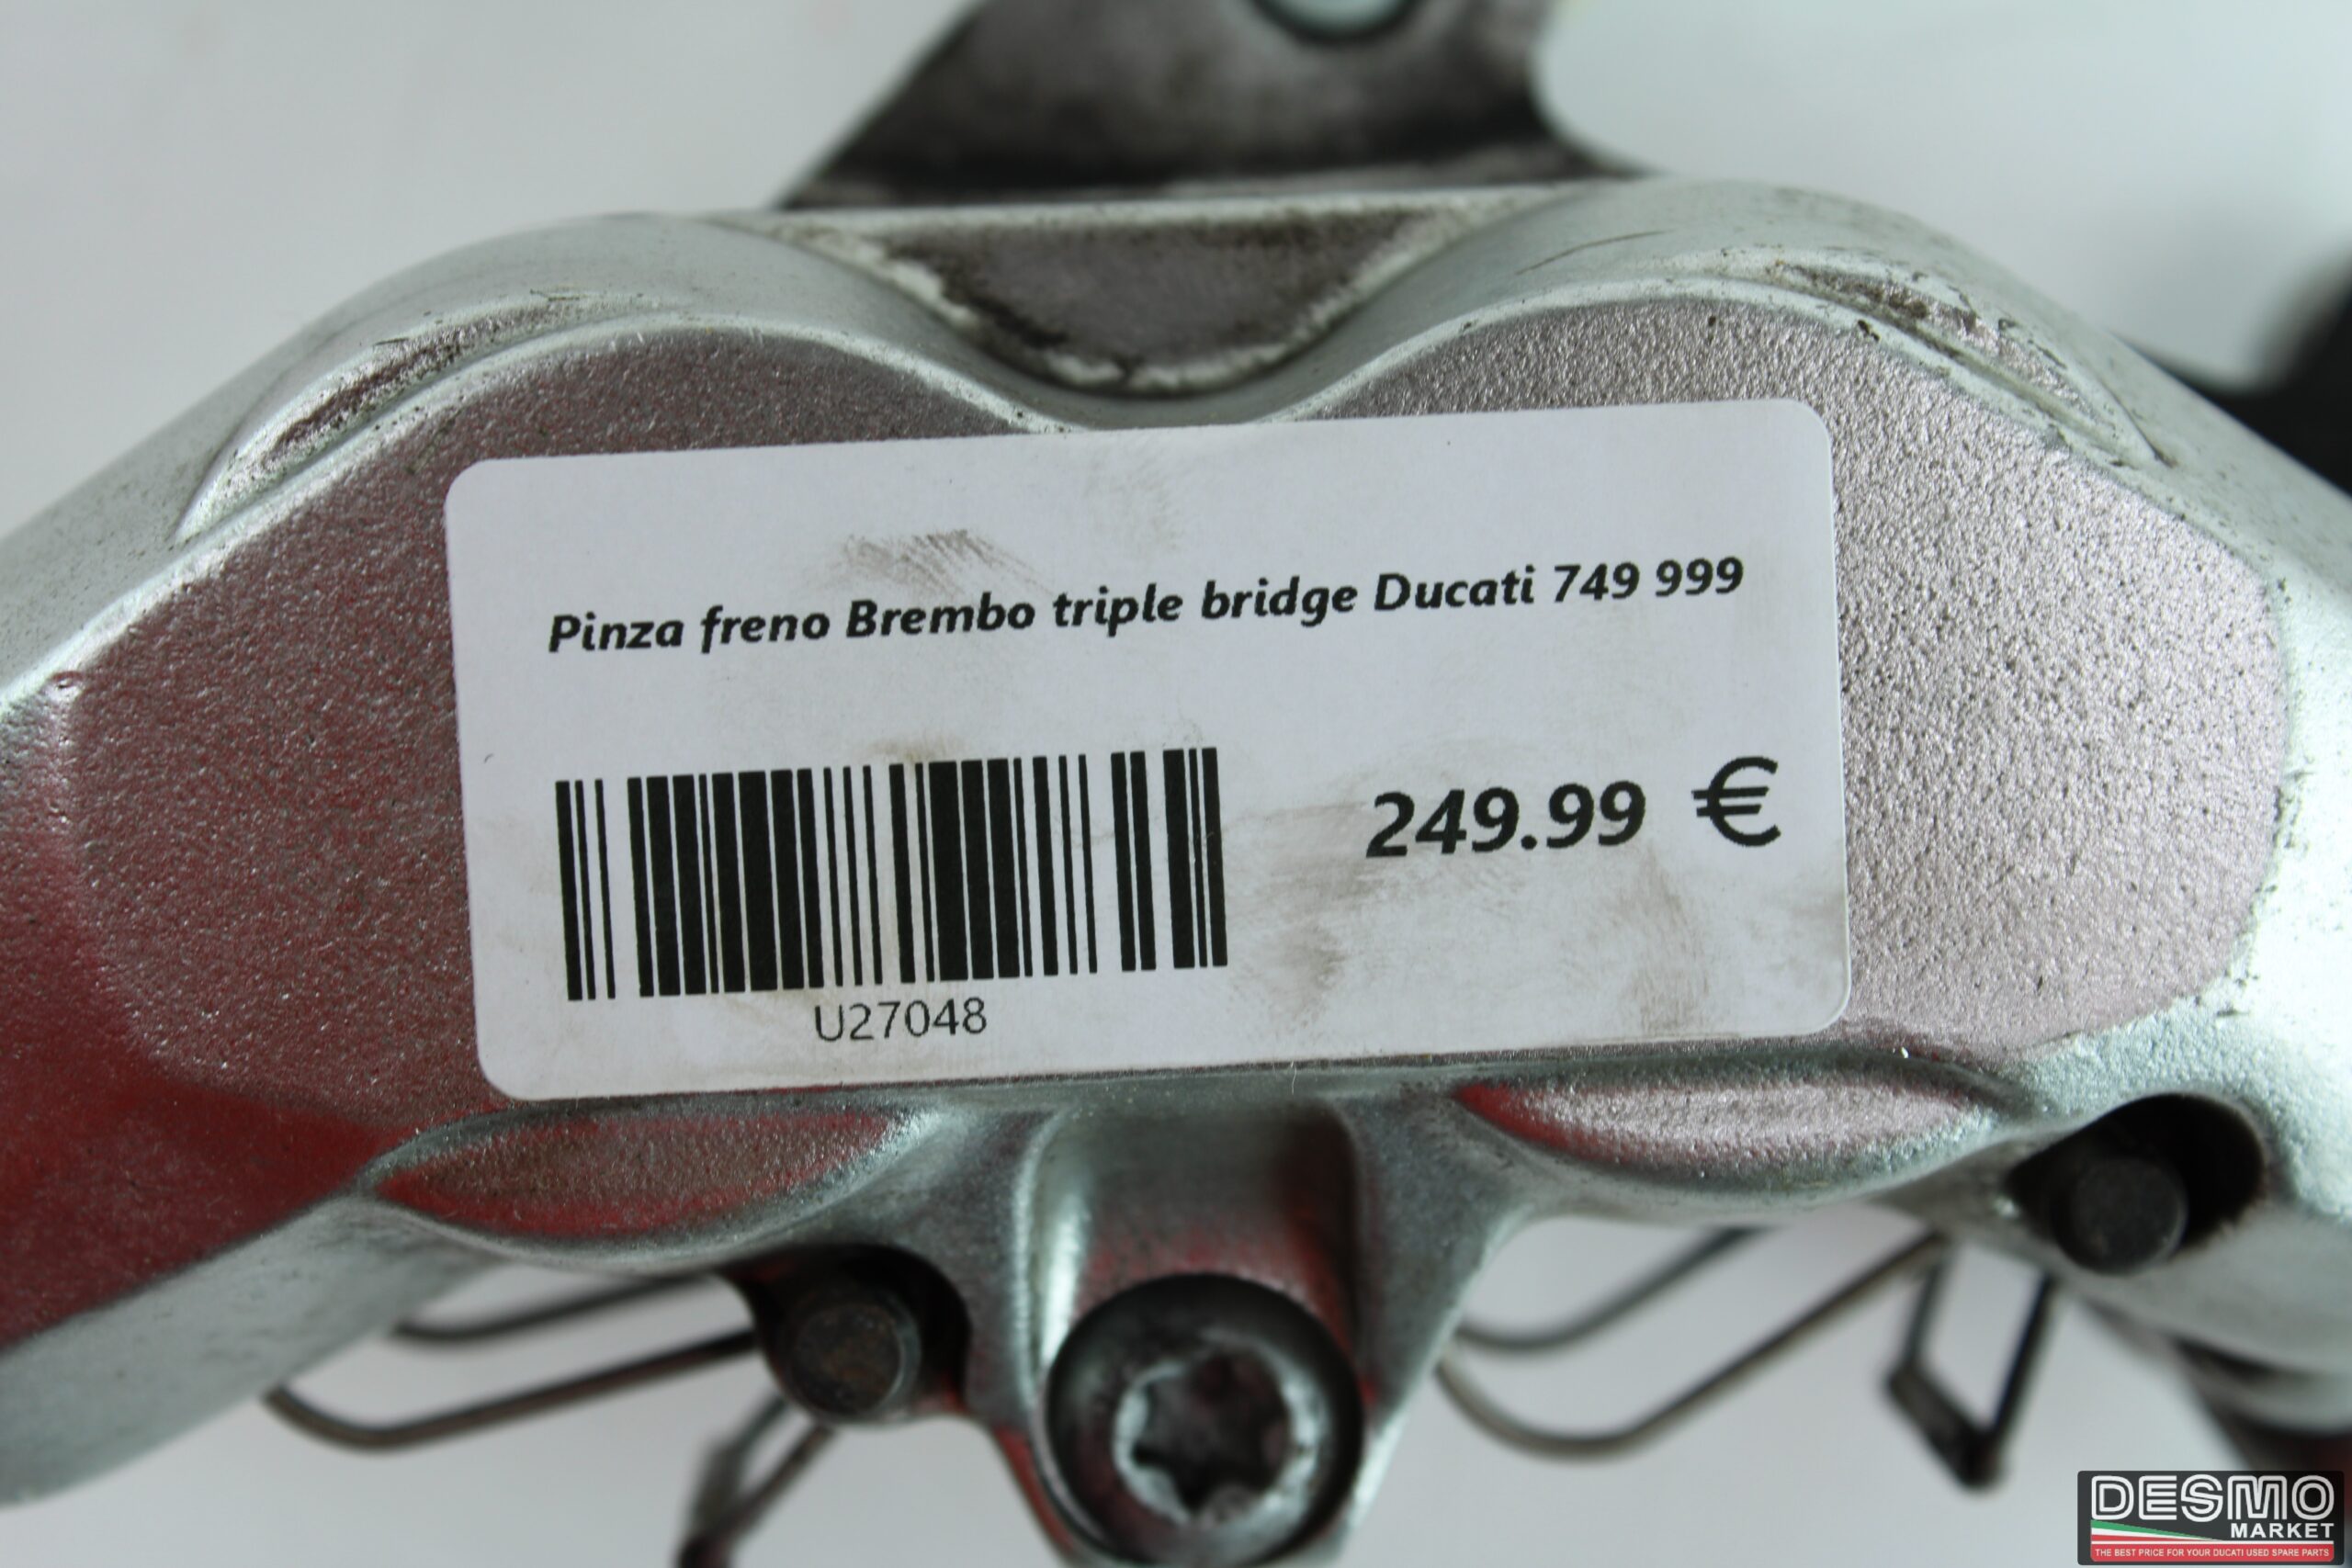 Pinza freno Brembo triple bridge Ducati 749 999
249.99 €
U27048
DESMO
MARKET
THE BEST PRICE FOR YOUR DUCATI USED SPARE PARTS